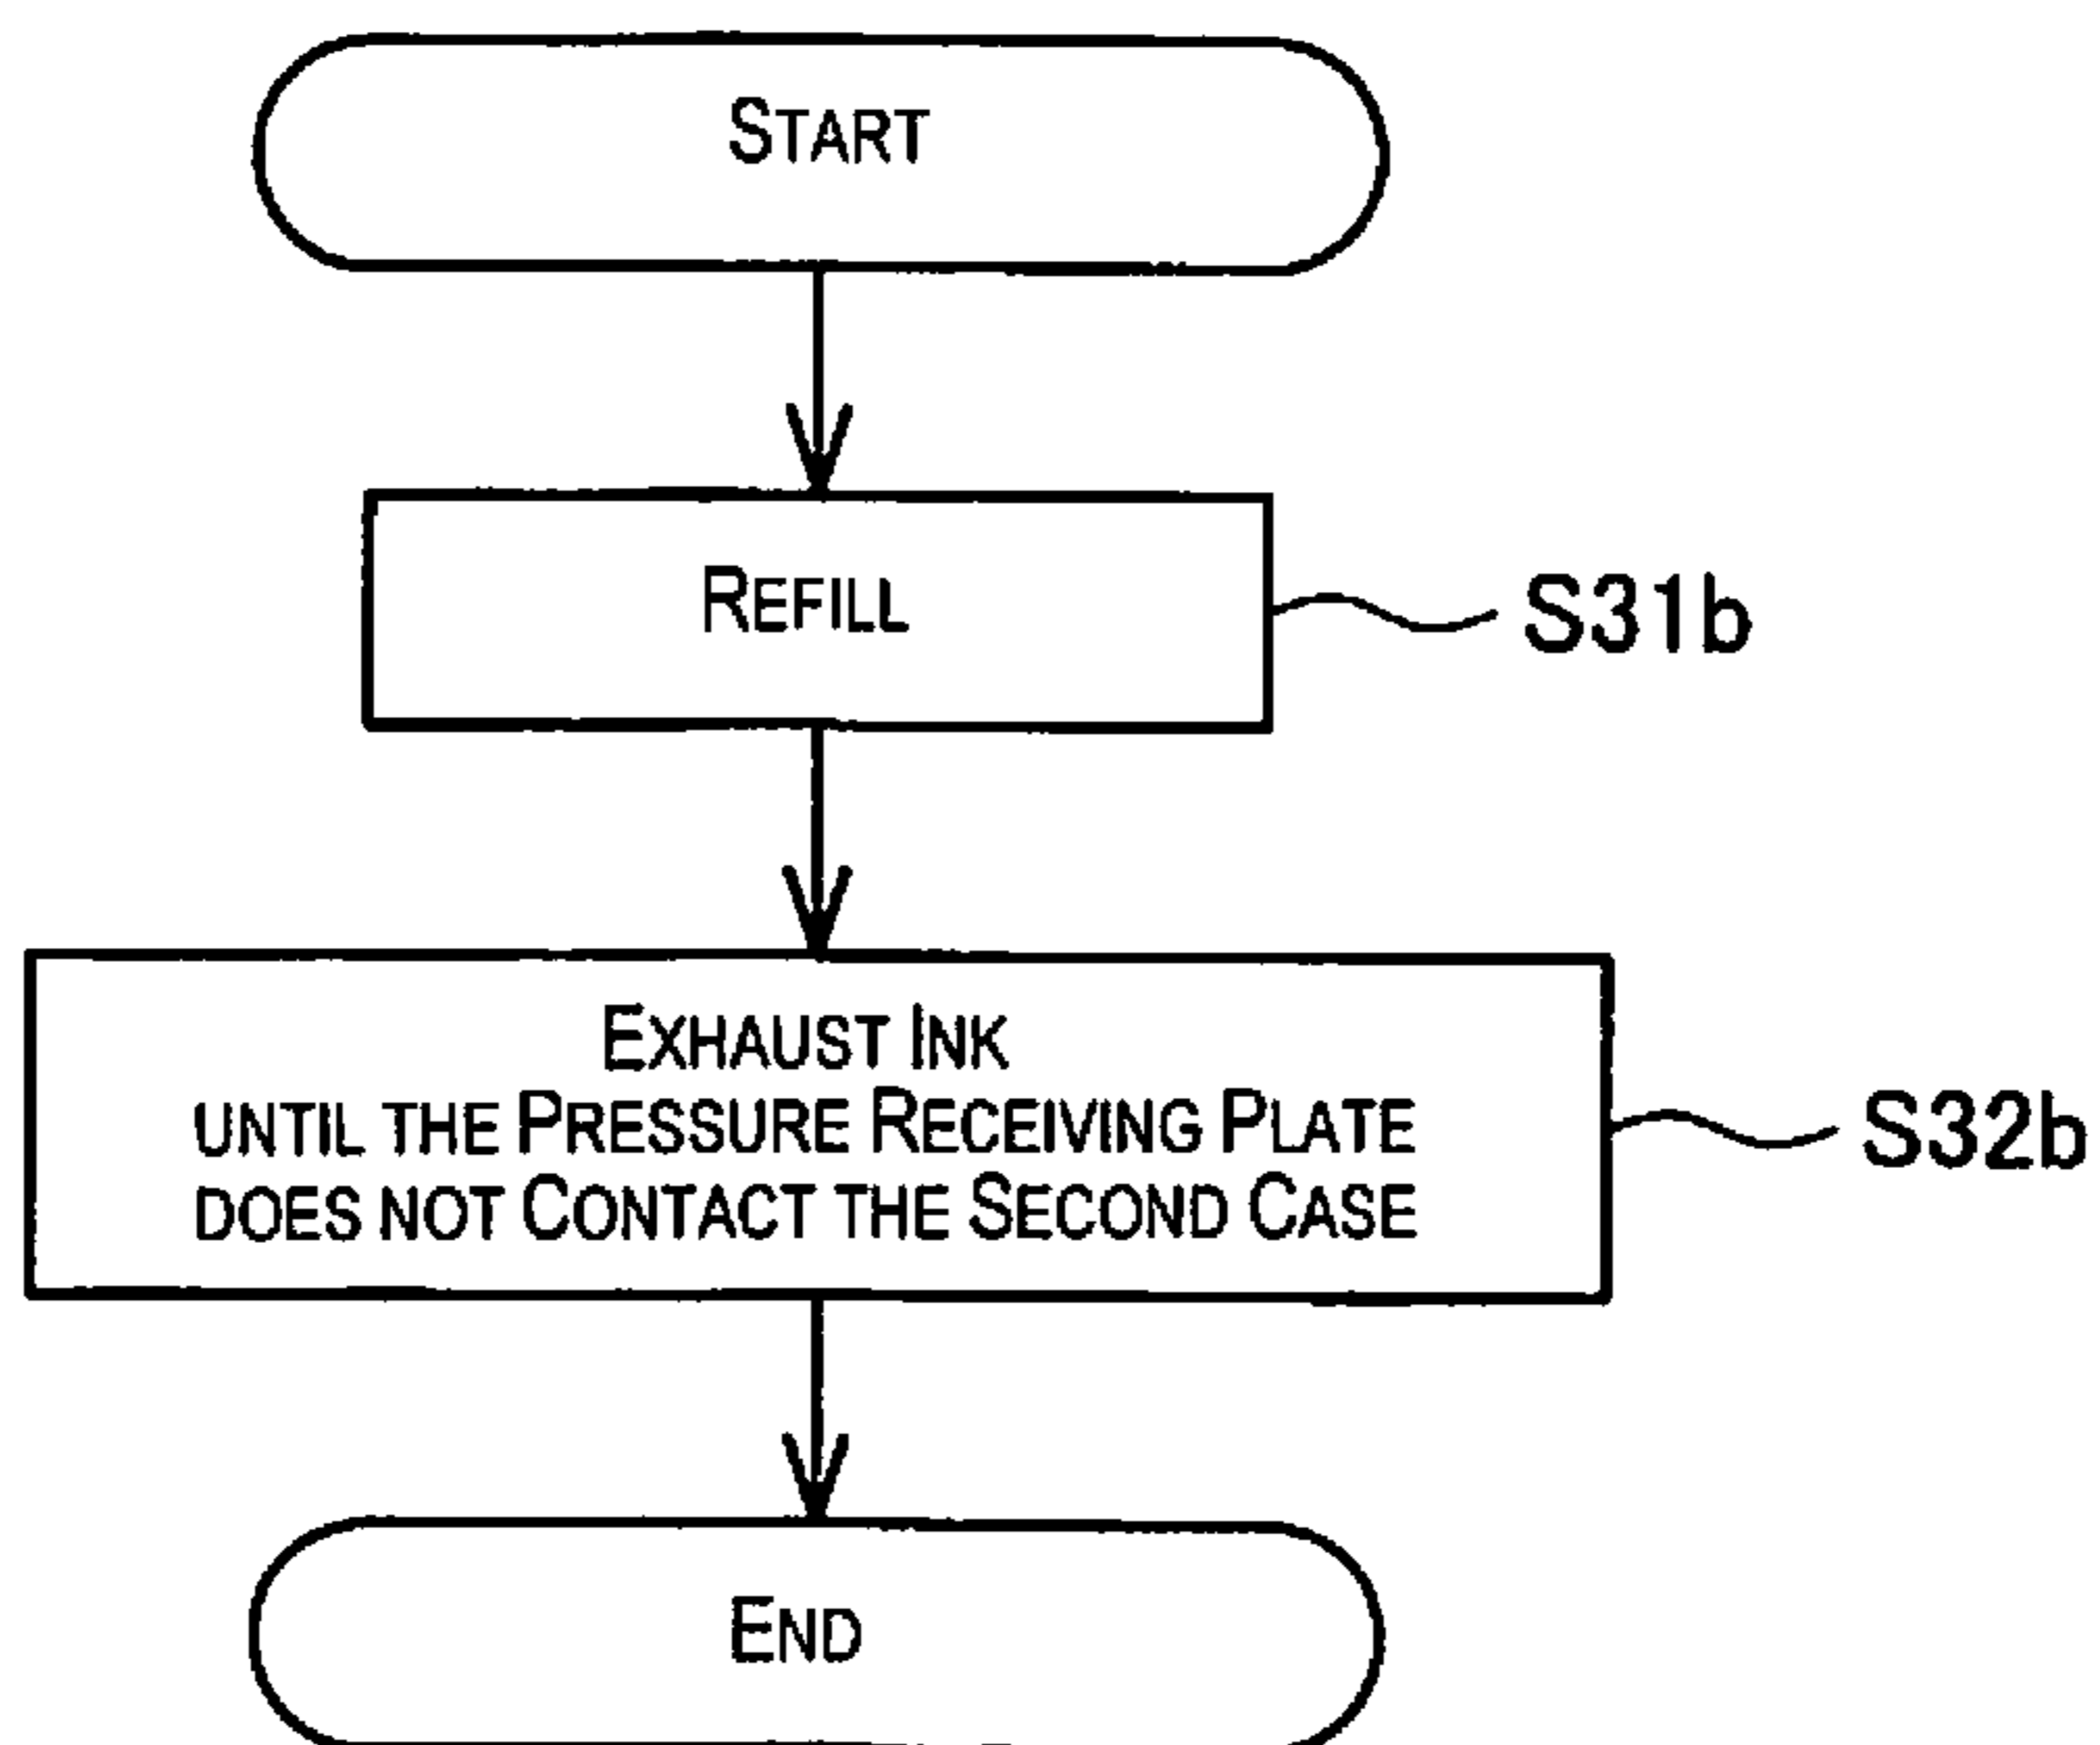 START
REFILL
S31b
EXHAUST INK
UNTIL THE PRESSURE RECEIVING PLATE
DOES NOT CONTACT THE SECOND CASE
S32b
END